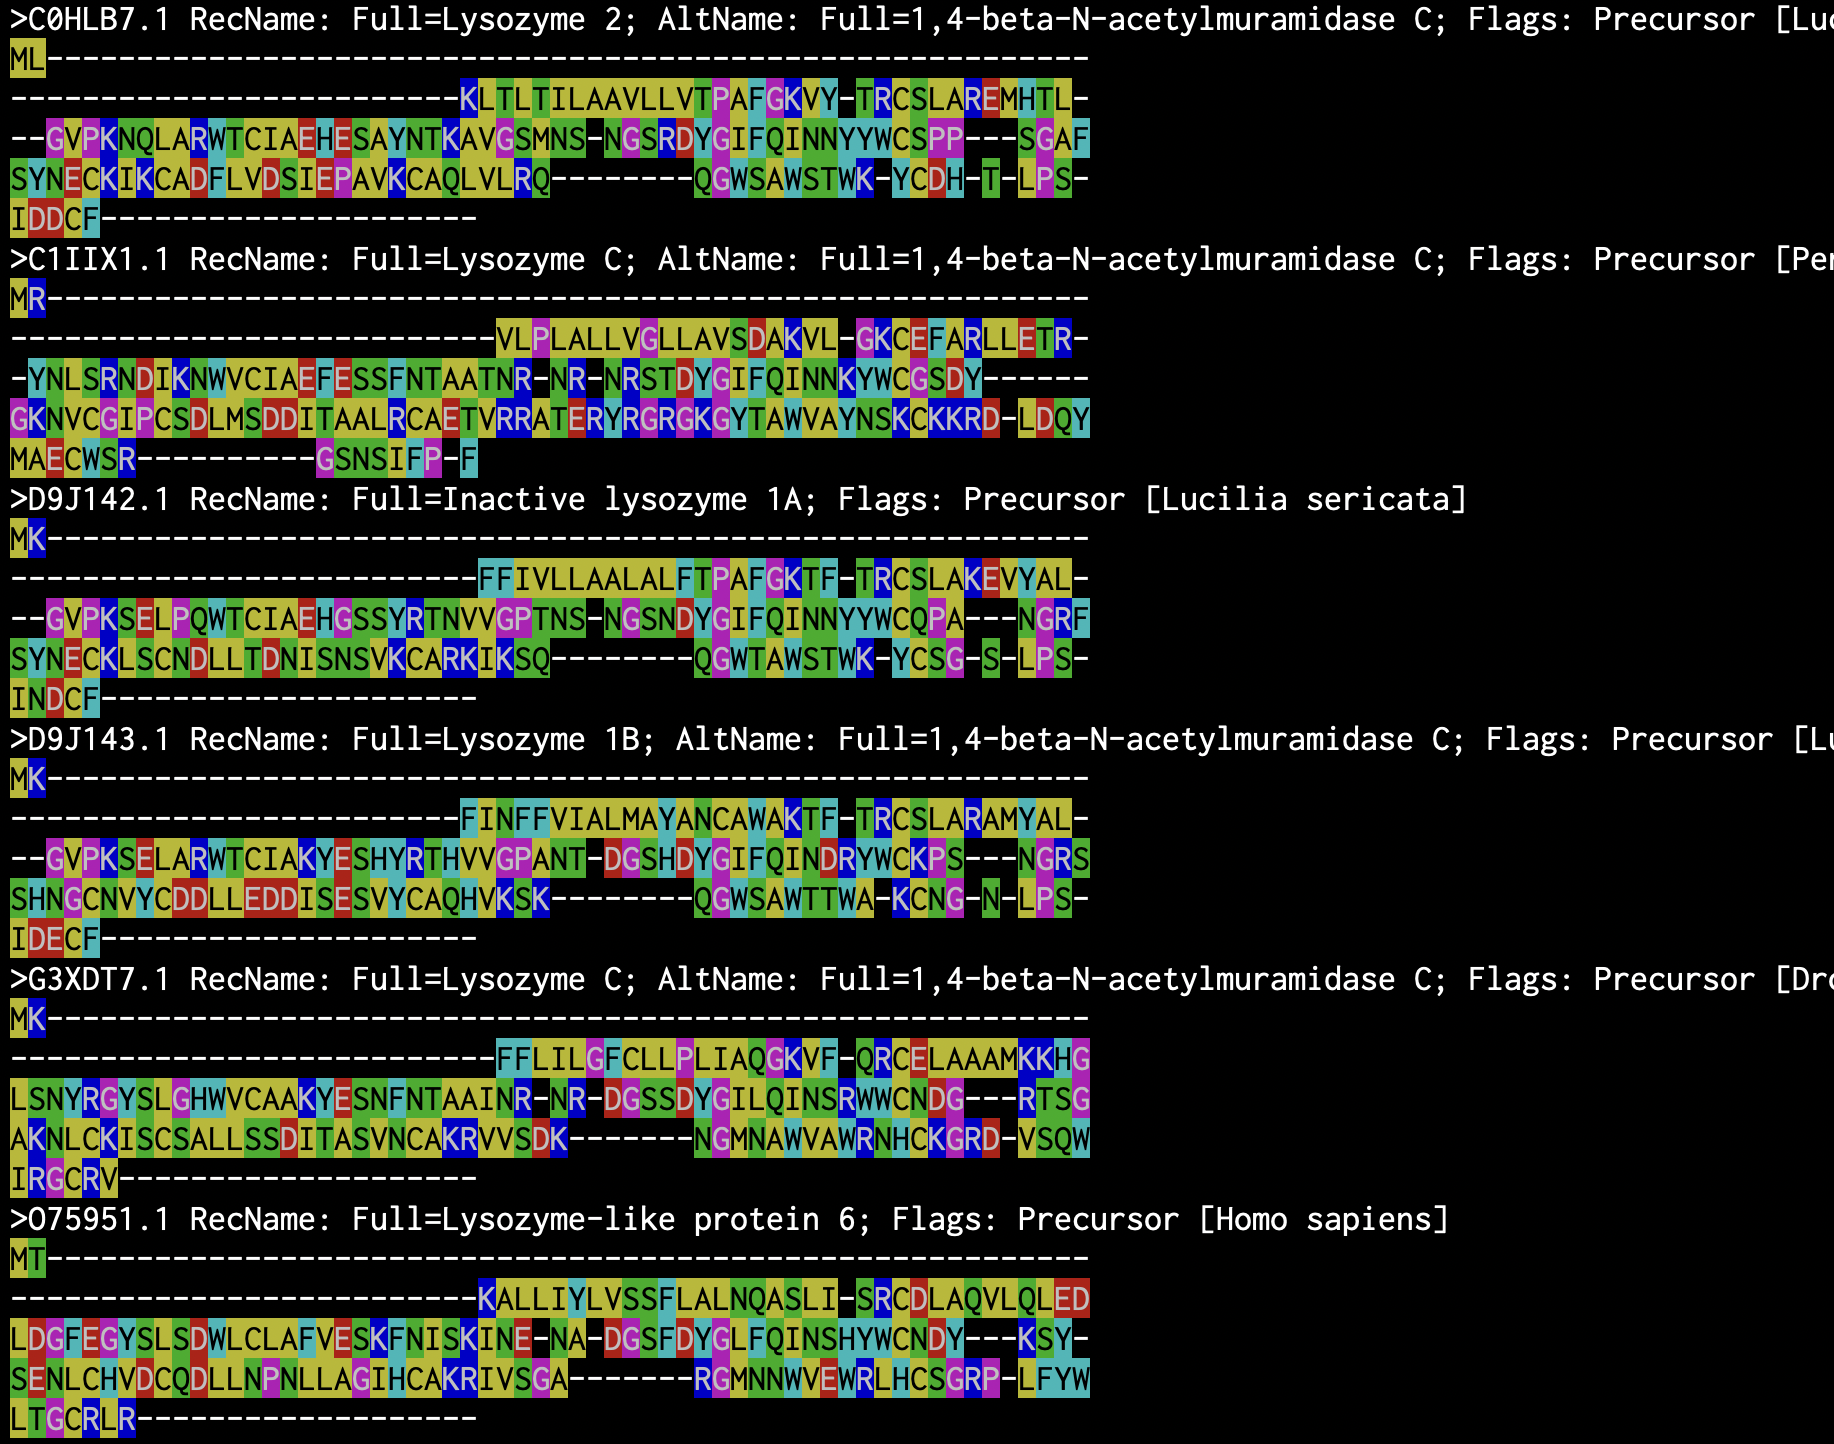 >C0HLB7.1 RecName: Full=Lysozyme 2; AltName: Full=1,4-beta-N-acetylmuramidase C; Flags: Precursor [Luc
ML----------------------------------------------------------
-------------------------KLTLTILAAVLLVTPAFGKVY-TRCSLAREMHTL-
--GVPKNQLARWTCIAEHESAYNTKAVGSMNS-NGSRDYGIFQINNYYWCSPP---SGAF
SYNECKIKCADFLVDSIEPAVKCAQLVLRQ--------QGWSAWSTWK-YCDH-T-LPS-
IDDCF---------------------
>C1IIX1.1 RecName: Full=Lysozyme C; AltName: Full=1,4-beta-N-acetylmuramidase C; Flags: Precursor [Per
MR----------------------------------------------------------
---------------------------VLPLALLVGLLAVSDAKVL-GKCEFARLLETR-
-YNLSRNDIKNWVCIAEFESSFNTAATNR-NR-NRSTDYGIFQINNKYWCGSDY------
GKNVCGIPCSDLMSDDITAALRCAETVRRATERYRGRGKGYTAWVAYNSKCKKRD-LDQY
MAECWSR----------GSNSIFP-F
>D9J142.1 RecName: Full=Inactive lysozyme 1A; Flags: Precursor [Lucilia sericata]
MK----------------------------------------------------------
--------------------------FFIVLLAALALFTPAFGKTF-TRCSLAKEVYAL-
--GVPKSELPQWTCIAEHGSSYRTNVVGPTNS-NGSNDYGIFQINNYYWCQPA---NGRF
SYNECKLSCNDLLTDNISNSVKCARKIKSQ--------QGWTAWSTWK-YCSG-S-LPS-
INDCF---------------------
>D9J143.1 RecName: Full=Lysozyme 1B; AltName: Full=1,4-beta-N-acetylmuramidase C; Flags: Precursor [Lu
MK----------------------------------------------------------
-------------------------FINFFVIALMAYANCAWAKTF-TRCSLARAMYAL-
--GVPKSELARWTCIAKYESHYRTHVVGPANT-DGSHDYGIFQINDRYWCKPS---NGRS
SHNGCNVYCDDLLEDDISESVYCAQHVKSK--------QGWSAWTTWA-KCNG-N-LPS-
IDECF---------------------
>G3XDT7.1 RecName: Full=Lysozyme C; AltName: Full=1,4-beta-N-acetylmuramidase C; Flags: Precursor [Dro
MK----------------------------------------------------------
---------------------------FFLILGFCLLPLIAQGKVF-QRCELAAAMKKHG
LSNYRGYSLGHWVCAAKYESNFNTAAINR-NR-DGSSDYGILQINSRWWCNDG---RTSG
AKNLCKISCSALLSSDITASVNCAKRVVSDK-------NGMNAWVAWRNHCKGRD-VSQW
IRGCRV--------------------
>O75951.1 RecName: Full=Lysozyme-like protein 6; Flags: Precursor [Homo sapiens]
MT----------------------------------------------------------
--------------------------KALLIYLVSSFLALNQASLI-SRCDLAQVLQLED
LDGFEGYSLSDWLCLAFVESKFNISKINE-NA-DGSFDYGLFQINSHYWCNDY---KSY-
SENLCHVDCQDLLNPNLLAGIHCAKRIVSGA-------RGMNNWVEWRLHCSGRP-LFYW
LTGCRLR-------------------